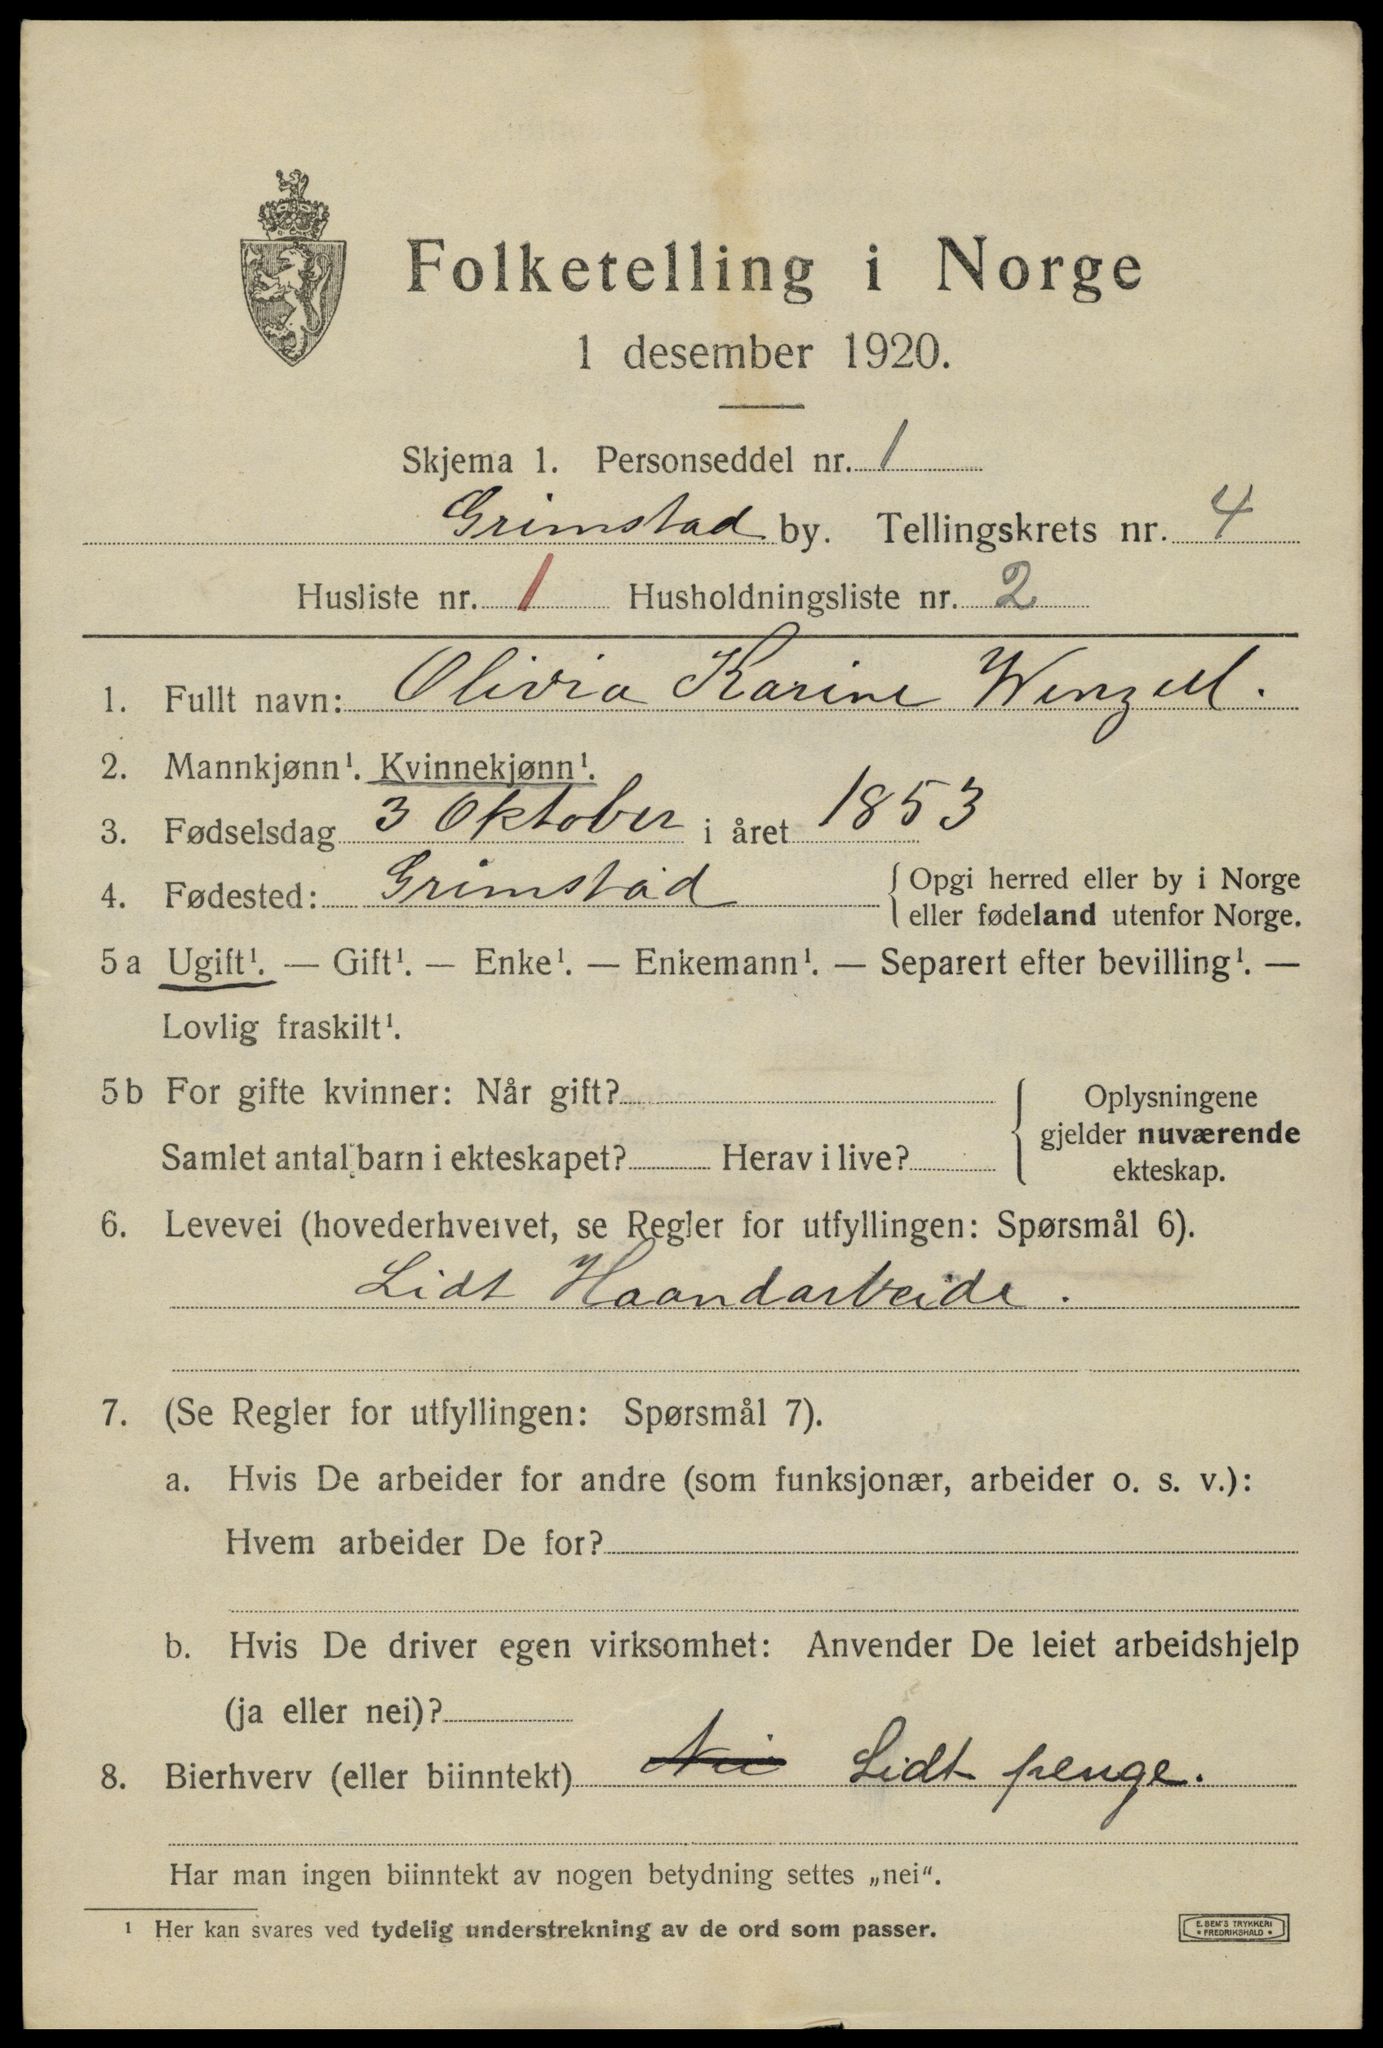 Folketelling i Norge
1 desember 1920.
Skjema 1. Personseddel nr. 1
Grimstad by. Tellingskrets nr. 4
Husliste nr. 1 Husholdningsliste nr. 2
1. Fullt navn: Olivia Karine Wenzell.
2. Mannkjønn¹. Kvinnekjønn¹.
3. Fødselsdag 3 Oktober i året 1853
4. Fødested: Grimstad { Opgi herred eller by i Norge
eller fødeland utenfor Norge.
5a Ugift¹. — Gift¹. — Enke¹. — Enkemann¹. — Separert efter bevilling¹. —
Lovlig fraskilt¹.
5b For gifte kvinner: Når gift?
Samlet antal barn i ekteskapet? Herav i live?
Oplysningene
gjelder nuværende
ekteskap.
6. Levevei (hovederhvervet, se Regler for utfyllingen: Spørsmål 6).
Lidt Haandarbeide.
7. (Se Regler for utfyllingen: Spørsmål 7).
a. Hvis De arbeider for andre (som funksjonær, arbeider o. s. v.):
Hvem arbeider De for?
b. Hvis De driver egen virksomhet: Anvender De leiet arbeidshjelp
(ja eller nei)?
8. Bierhverv (eller biinntekt) Nei Lidt penge.
Har man ingen biinntekt av nogen betydning settes „nei“.
¹ Her kan svares ved tydelig understrekning av de ord som passer.
E. SEM'S TRYKKERI
FREDRIKSHALD